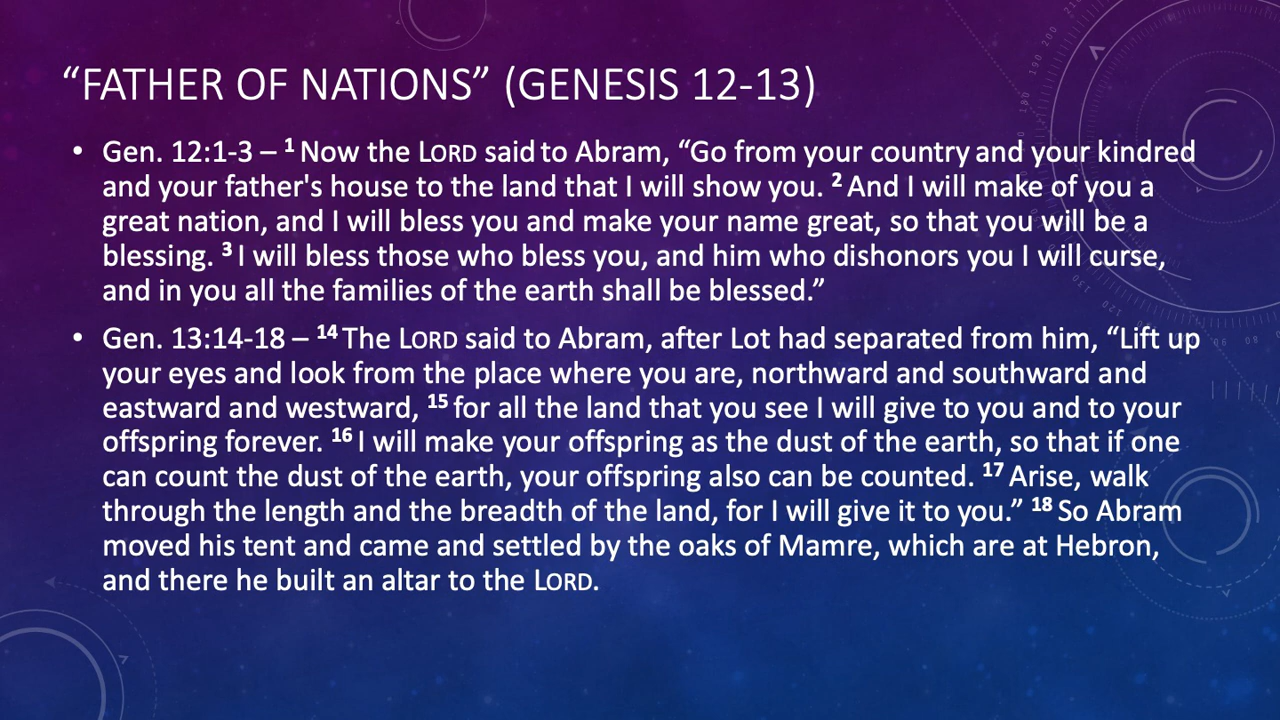 “FATHER OF NATIONS” (GENESIS 12-13)
• Gen. 12:1-3 – 1 Now the LORD said to Abram, “Go from your country and your kindred
and your father's house to the land that I will show you. 2 And I will make of you a
great nation, and I will bless you and make your name great, so that you will be a
blessing. 3 I will bless those who bless you, and him who dishonors you I will curse,
and in you all the families of the earth shall be blessed.”
• Gen. 13:14-18 – 14 The LORD said to Abram, after Lot had separated from him, “Lift up
your eyes and look from the place where you are, northward and southward and
eastward and westward, 15 for all the land that you see I will give to you and to your
offspring forever. 16 I will make your offspring as the dust of the earth, so that if one
can count the dust of the earth, your offspring also can be counted. 17 Arise, walk
through the length and the breadth of the land, for I will give it to you.” 18 So Abram
moved his tent and came and settled by the oaks of Mamre, which are at Hebron,
and there he built an altar to the LORD.